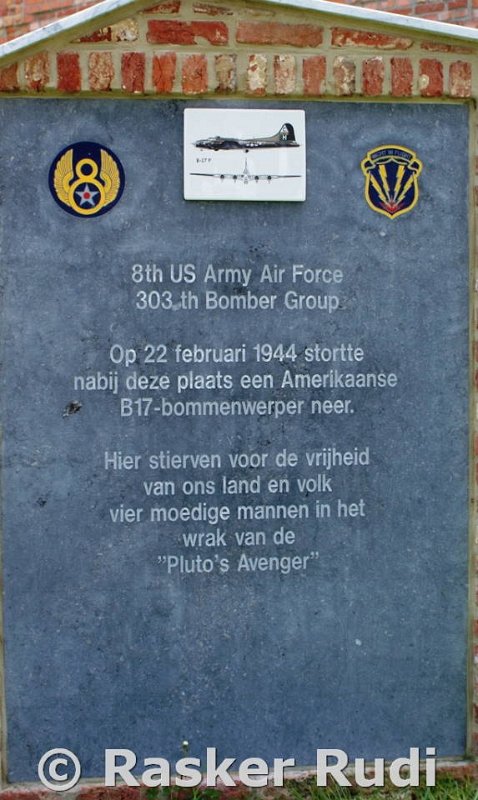 B-17 F
8th US Army Air Force
303.th Bomber Group
Op 22 februari 1944 stortte
nabij deze plaats een Amerikaanse
B17-bommenwerper neer.
Hier stierven voor de vrijheid
van ons land en volk
vier moedige mannen in het
wrak van de
”Pluto's Avenger”
© Rasker Rudi